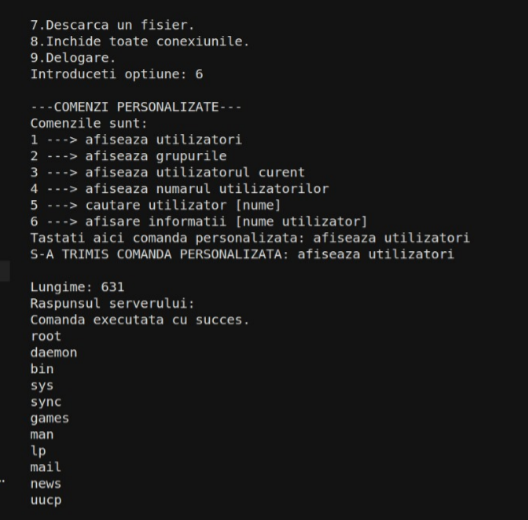 7.Descarca un fisier.
8.Inchide toate conexiunile.
9.Delogare.
Introduceti optiune: 6
---COMENZI PERSONALIZATE---
Comenzile sunt:
1 ---> afiseaza utilizatori
2 ---> afiseaza grupurile
3 ---> afiseaza utilizatorul curent
4 ---> afiseaza numarul utilizatorilor
5 ---> cautare utilizator [nume]
6 ---> afisare informatii [nume utilizator]
Tastati aici comanda personalizata: afiseaza utilizatori
S-A TRIMIS COMANDA PERSONALIZATA: afiseaza utilizatori
Lungime: 631
Raspunsul serverului:
Comanda executata cu succes.
root
daemon
bin
sys
sync
games
man
lp
mail
news
uucp